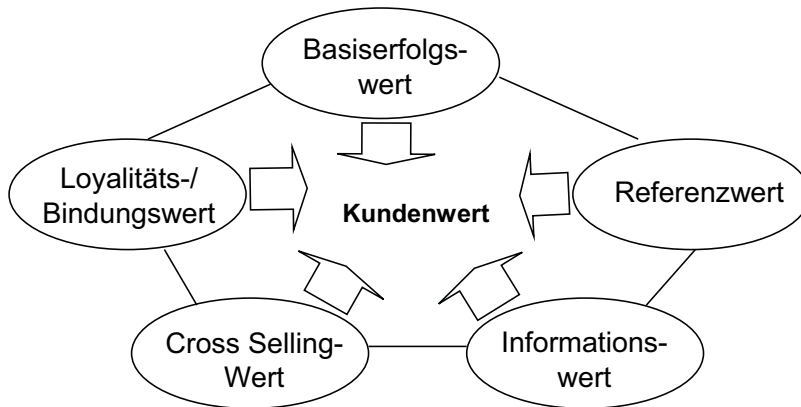 Basiserfolgs-
wert
Loyalitäts-/
Bindungswert
Kundenwert
Referenzwert
Cross Selling-
Wert
Informations-
wert